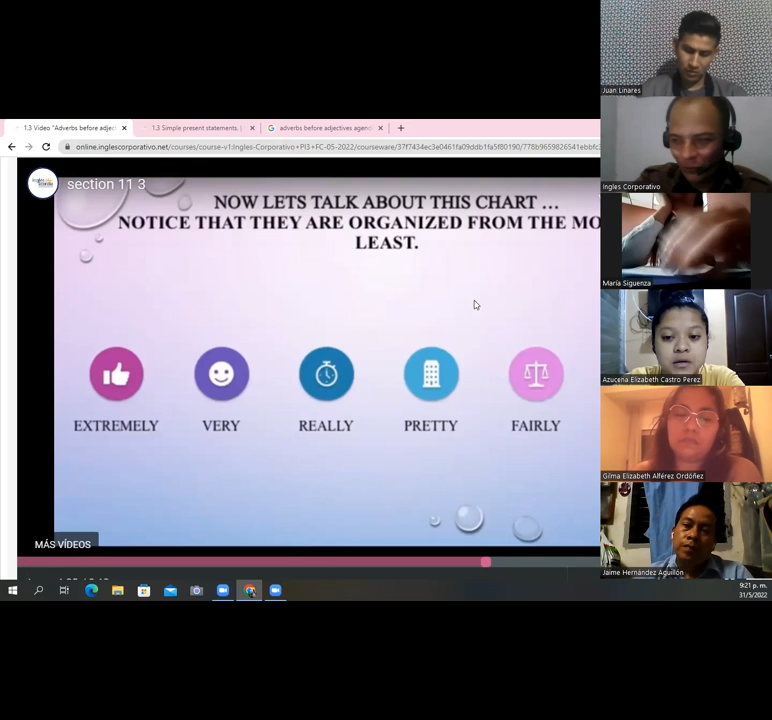 Juan Linares
1.3 Video "Adverbs before adjec
1.3 Simple present statements. |
adverbs before adjectives agend
online.inglescorporativo.net/courses/course-v1:Ingles-Corporativo+PI3+FC-05-2022/courseware/
Ingles Corporativo
section 11 3
NOW LETS TALK ABOUT THIS CHART ...
NOTICE THAT THEY ARE ORGANIZED FROM THE MO
LEAST.
María Siguenza
EXTREMELY VERY REALLY PRETTY FAIRLY
Azucena Elizabeth Castro Perez
Gilma Elizabeth Alférez Ordóñez
MÁS VÍDEOS
Jaime Hernández Aguillón
9:21 p. m.
31/5/2022